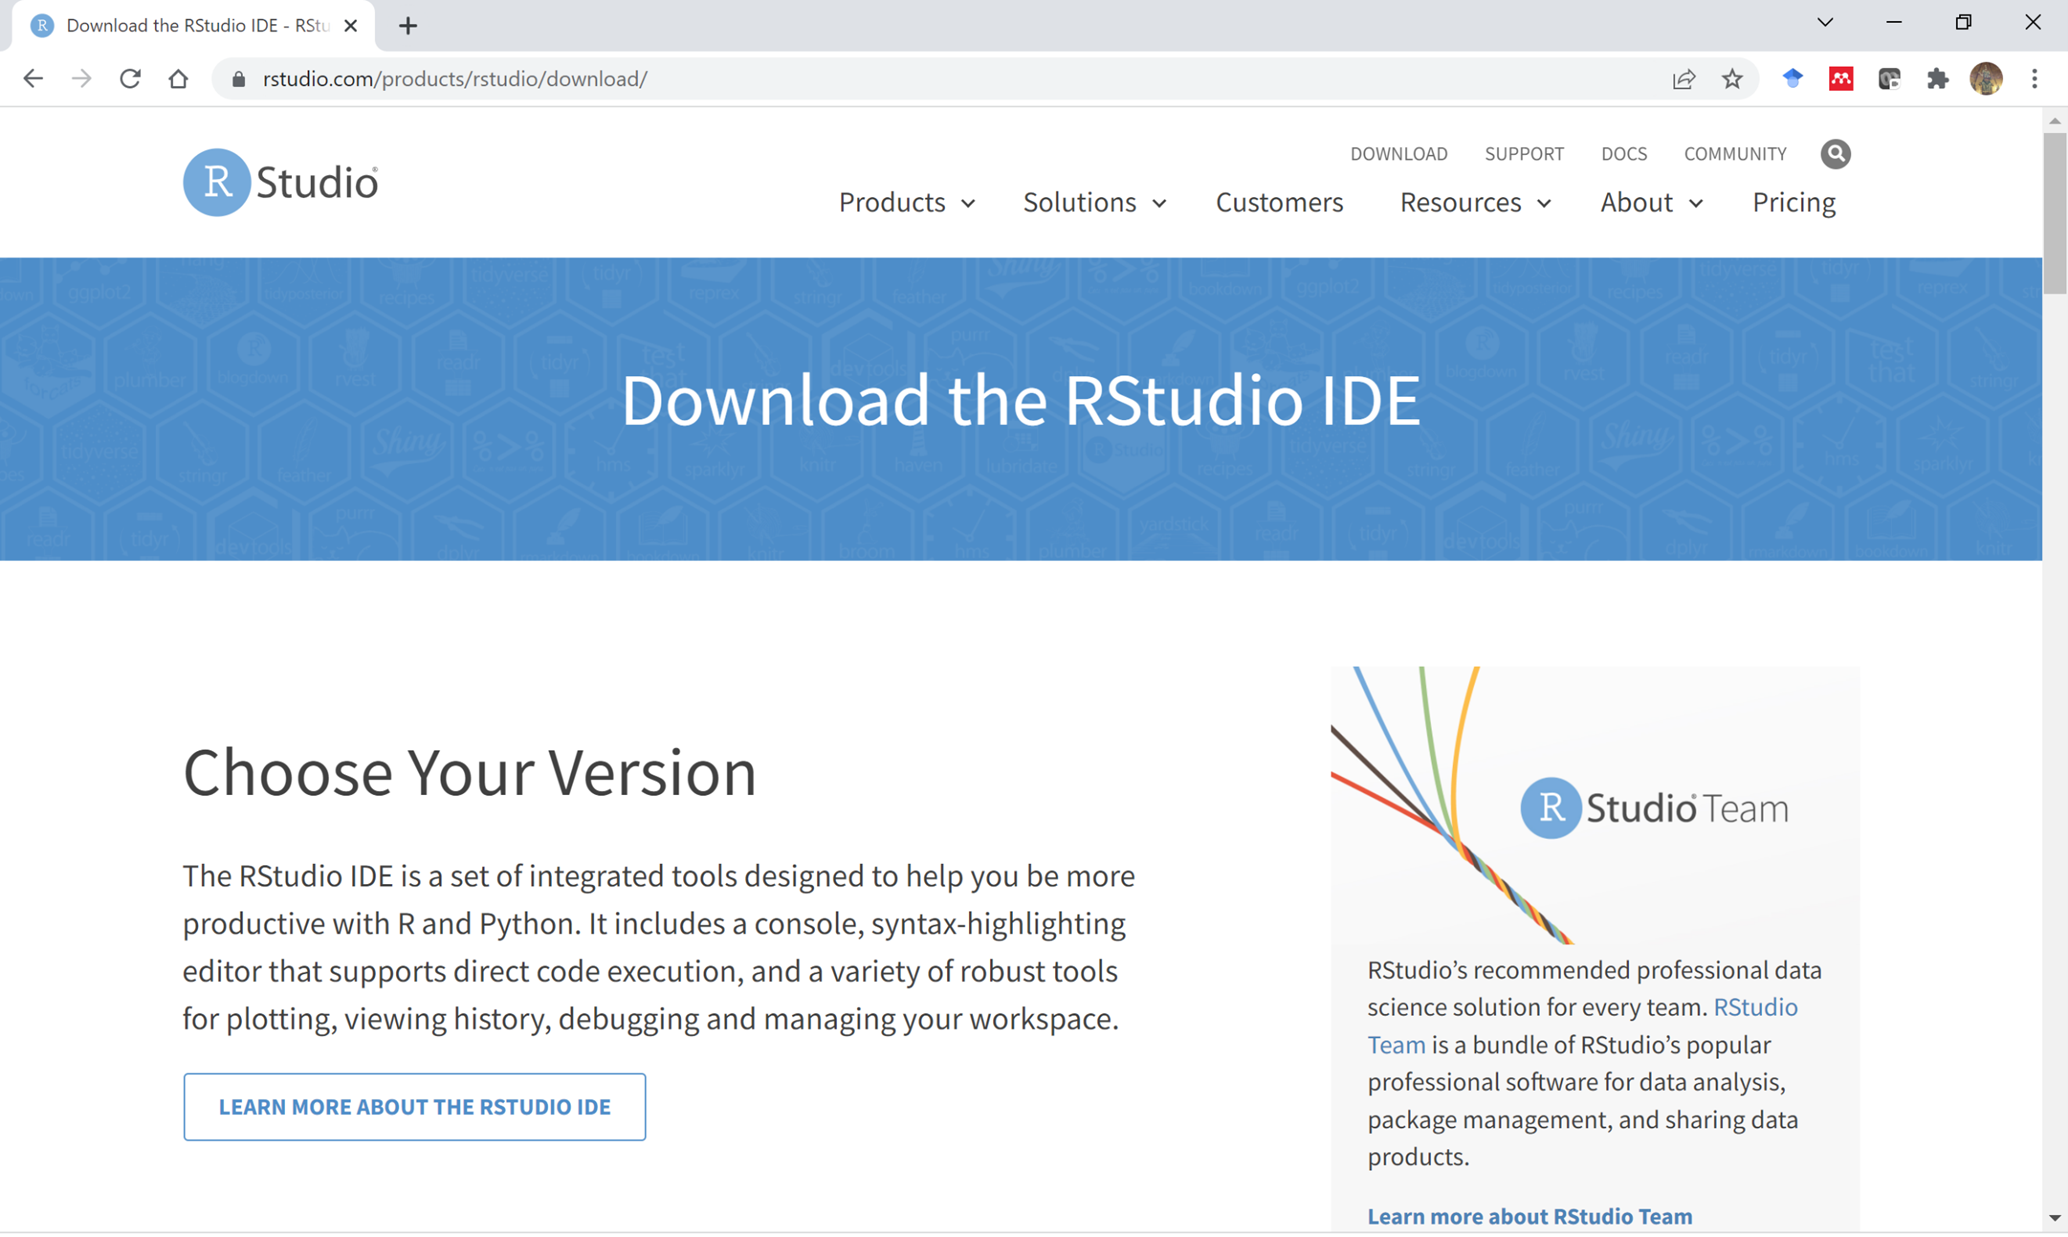 Download the RStudio IDE - RStu
rstudio.com/products/rstudio/download/
DOWNLOAD SUPPORT DOCS COMMUNITY
R Studio®
Products Solutions Customers Resources About Pricing
Download the RStudio IDE
Choose Your Version
The RStudio IDE is a set of integrated tools designed to help you be more
productive with R and Python. It includes a console, syntax-highlighting
editor that supports direct code execution, and a variety of robust tools
for plotting, viewing history, debugging and managing your workspace.
LEARN MORE ABOUT THE RSTUDIO IDE
R Studio® Team
RStudio’s recommended professional data
science solution for every team. RStudio
Team is a bundle of RStudio’s popular
professional software for data analysis,
package management, and sharing data
products.
Learn more about RStudio Team